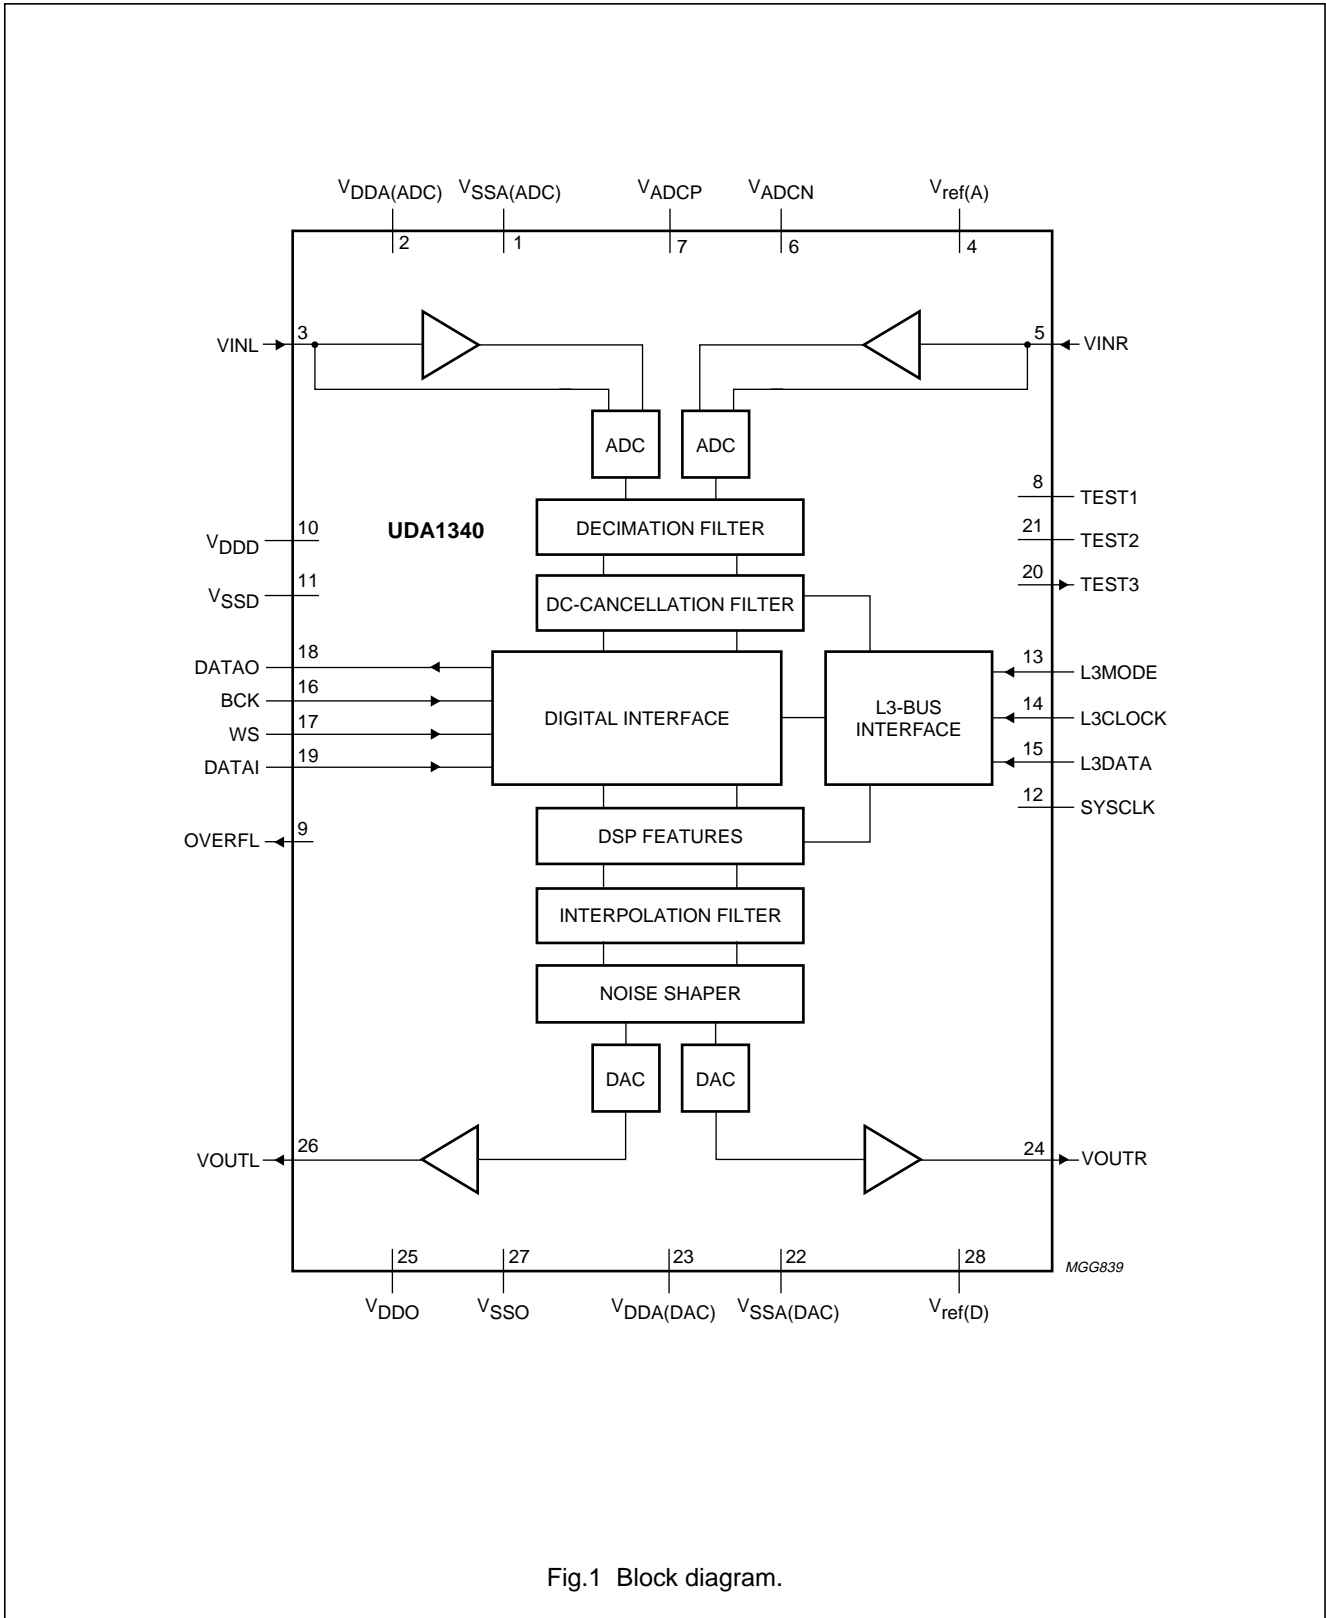 VDDA(ADC) VSSA(ADC) VADCP VADCN Vref(A)
2 1 7 6 4
VINL 3 5 VINR
ADC ADC
8 TEST1
VDDD 10 UDA1340 DECIMATION FILTER 21 TEST2
VSSD 11 DC-CANCELLATION FILTER 20 TEST3
DATAO 18 13 L3MODE
BCK 16
WS 17 DIGITAL INTERFACE L3-BUS 14 L3CLOCK
INTERFACE
DATAI 19 15 L3DATA
12 SYSCLK
OVERFL 9 DSP FEATURES
INTERPOLATION FILTER
NOISE SHAPER
DAC DAC
VOUTL 26 24 VOUTR
25 27 23 22 28 MGG839
VDDO VSSO VDDA(DAC) VSSA(DAC) Vref(D)
Fig.1 Block diagram.